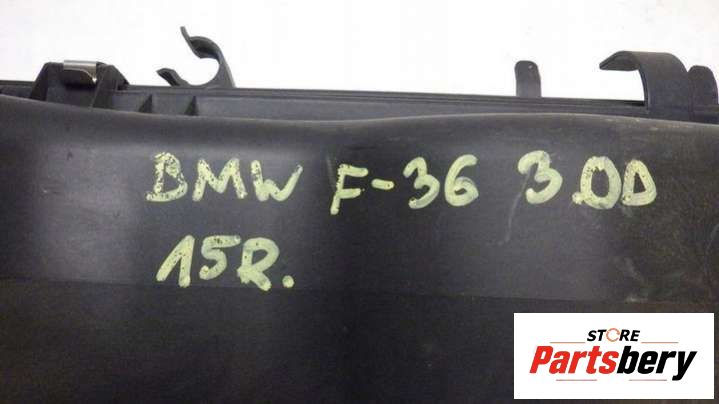 BMW F-36 3.0D
15R.
STORE
Partsbery